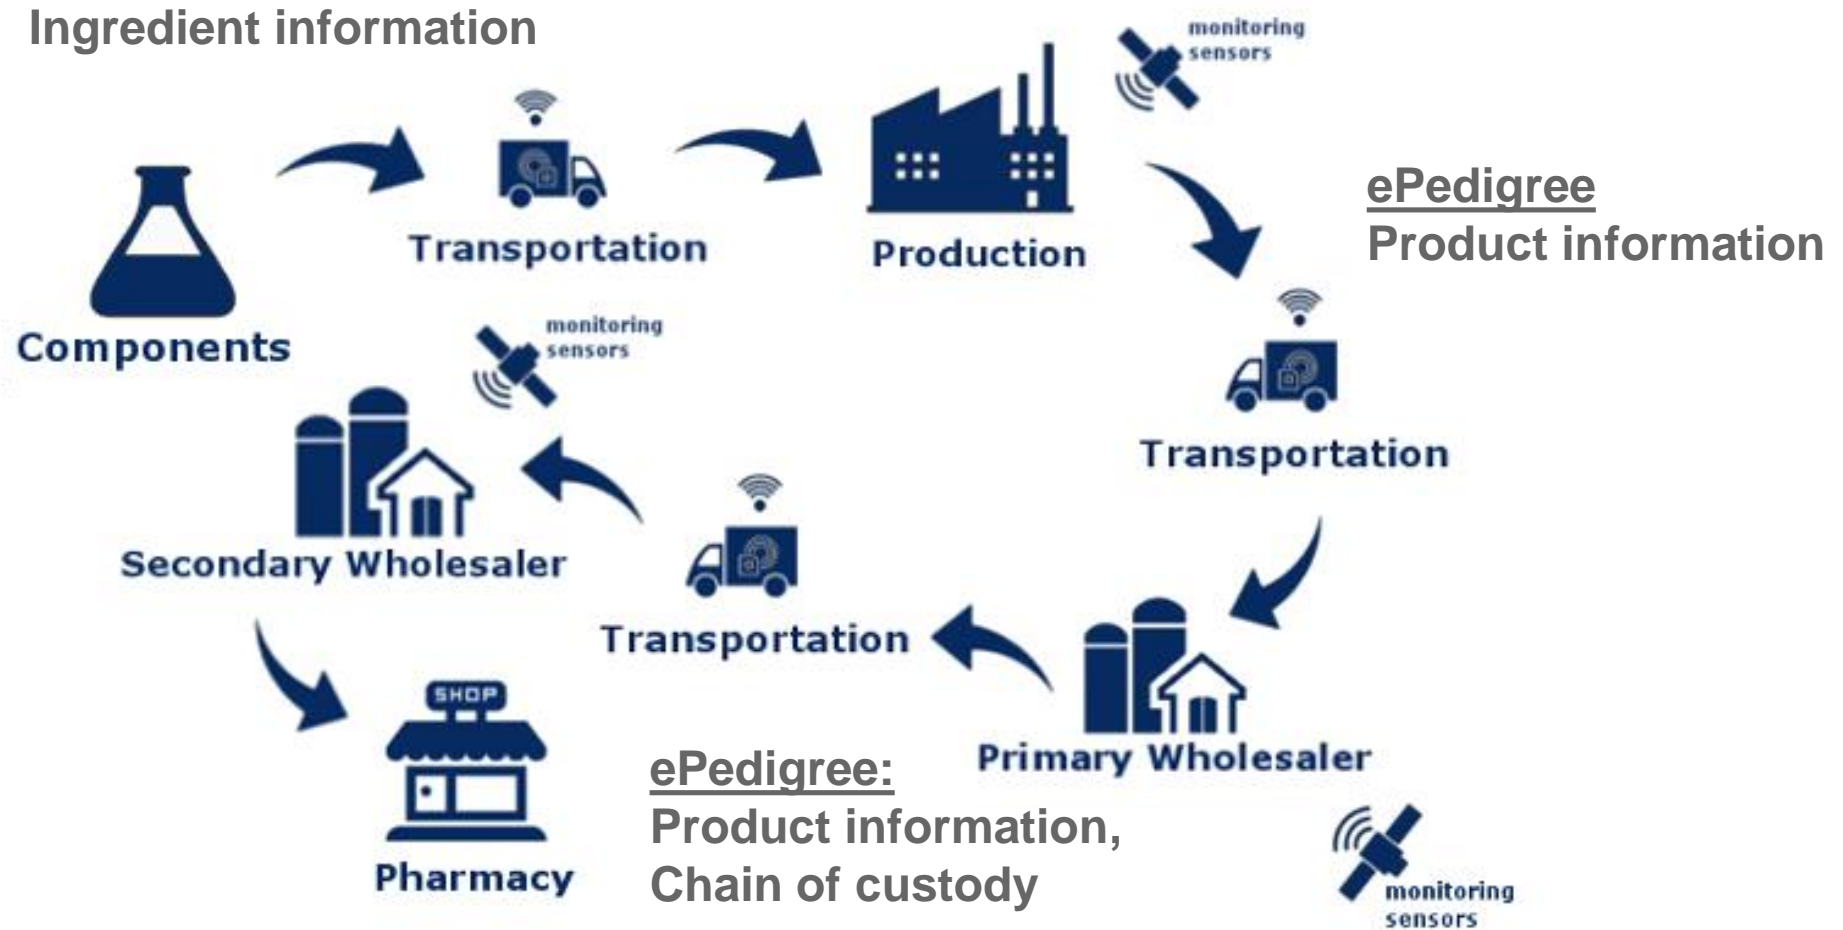 Ingredient information
monitoring
sensors
Transportation
Production
ePedigree
Product information
Components
monitoring
sensors
Transportation
Secondary Wholesaler
Transportation
SHOP
Primary Wholesaler
ePedigree:
Product information,
Chain of custody
Pharmacy
monitoring
sensors